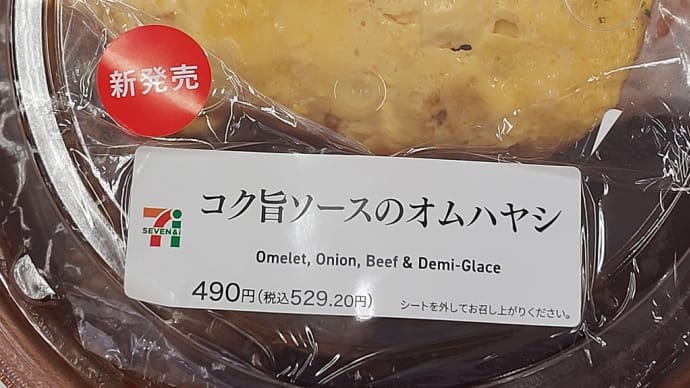 新発売
コク旨ソースのオムハヤシ
SEVEN&i
Omelet, Onion, Beef & Demi-Glace
490円(税込529.20円)
シートを外してお召し上がりください。